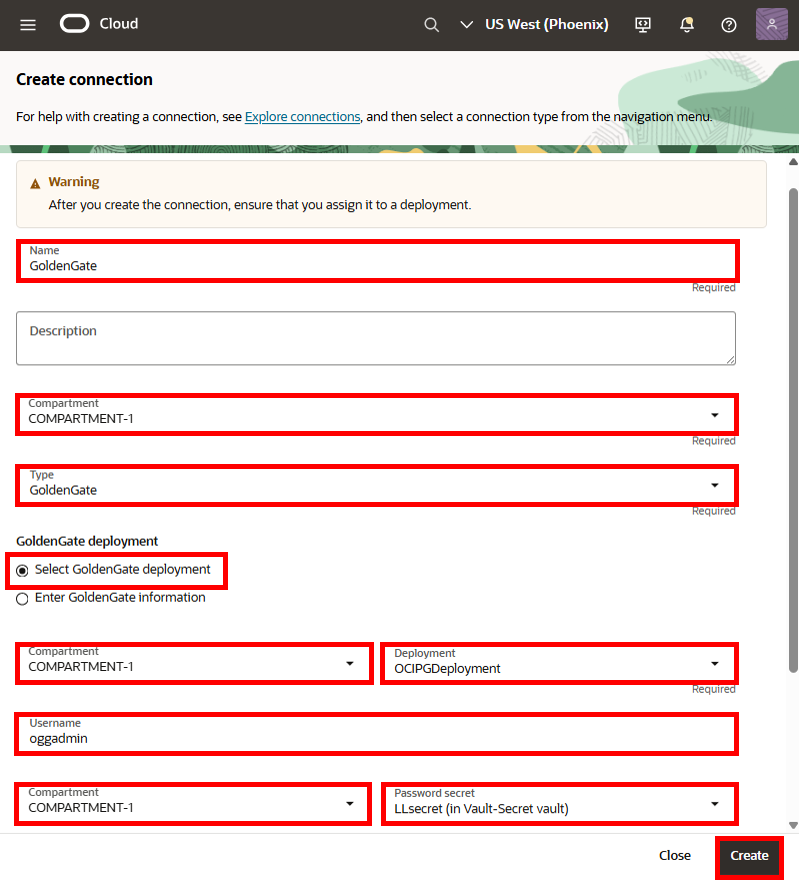 Cloud
US West (Phoenix)
Create connection
For help with creating a connection, see Explore connections, and then select a connection type from the navigation menu.
Warning
After you create the connection, ensure that you assign it to a deployment.
Name
GoldenGate
Required
Description
Compartment
COMPARTMENT-1
Required
Type
GoldenGate
Required
GoldenGate deployment
Select GoldenGate deployment
Enter GoldenGate information
Compartment
COMPARTMENT-1
Deployment
OCIPGDeployment
Required
Username
oggadmin
Compartment
COMPARTMENT-1
Password secret
LLsecret (in Vault-Secret vault)
Close
Create